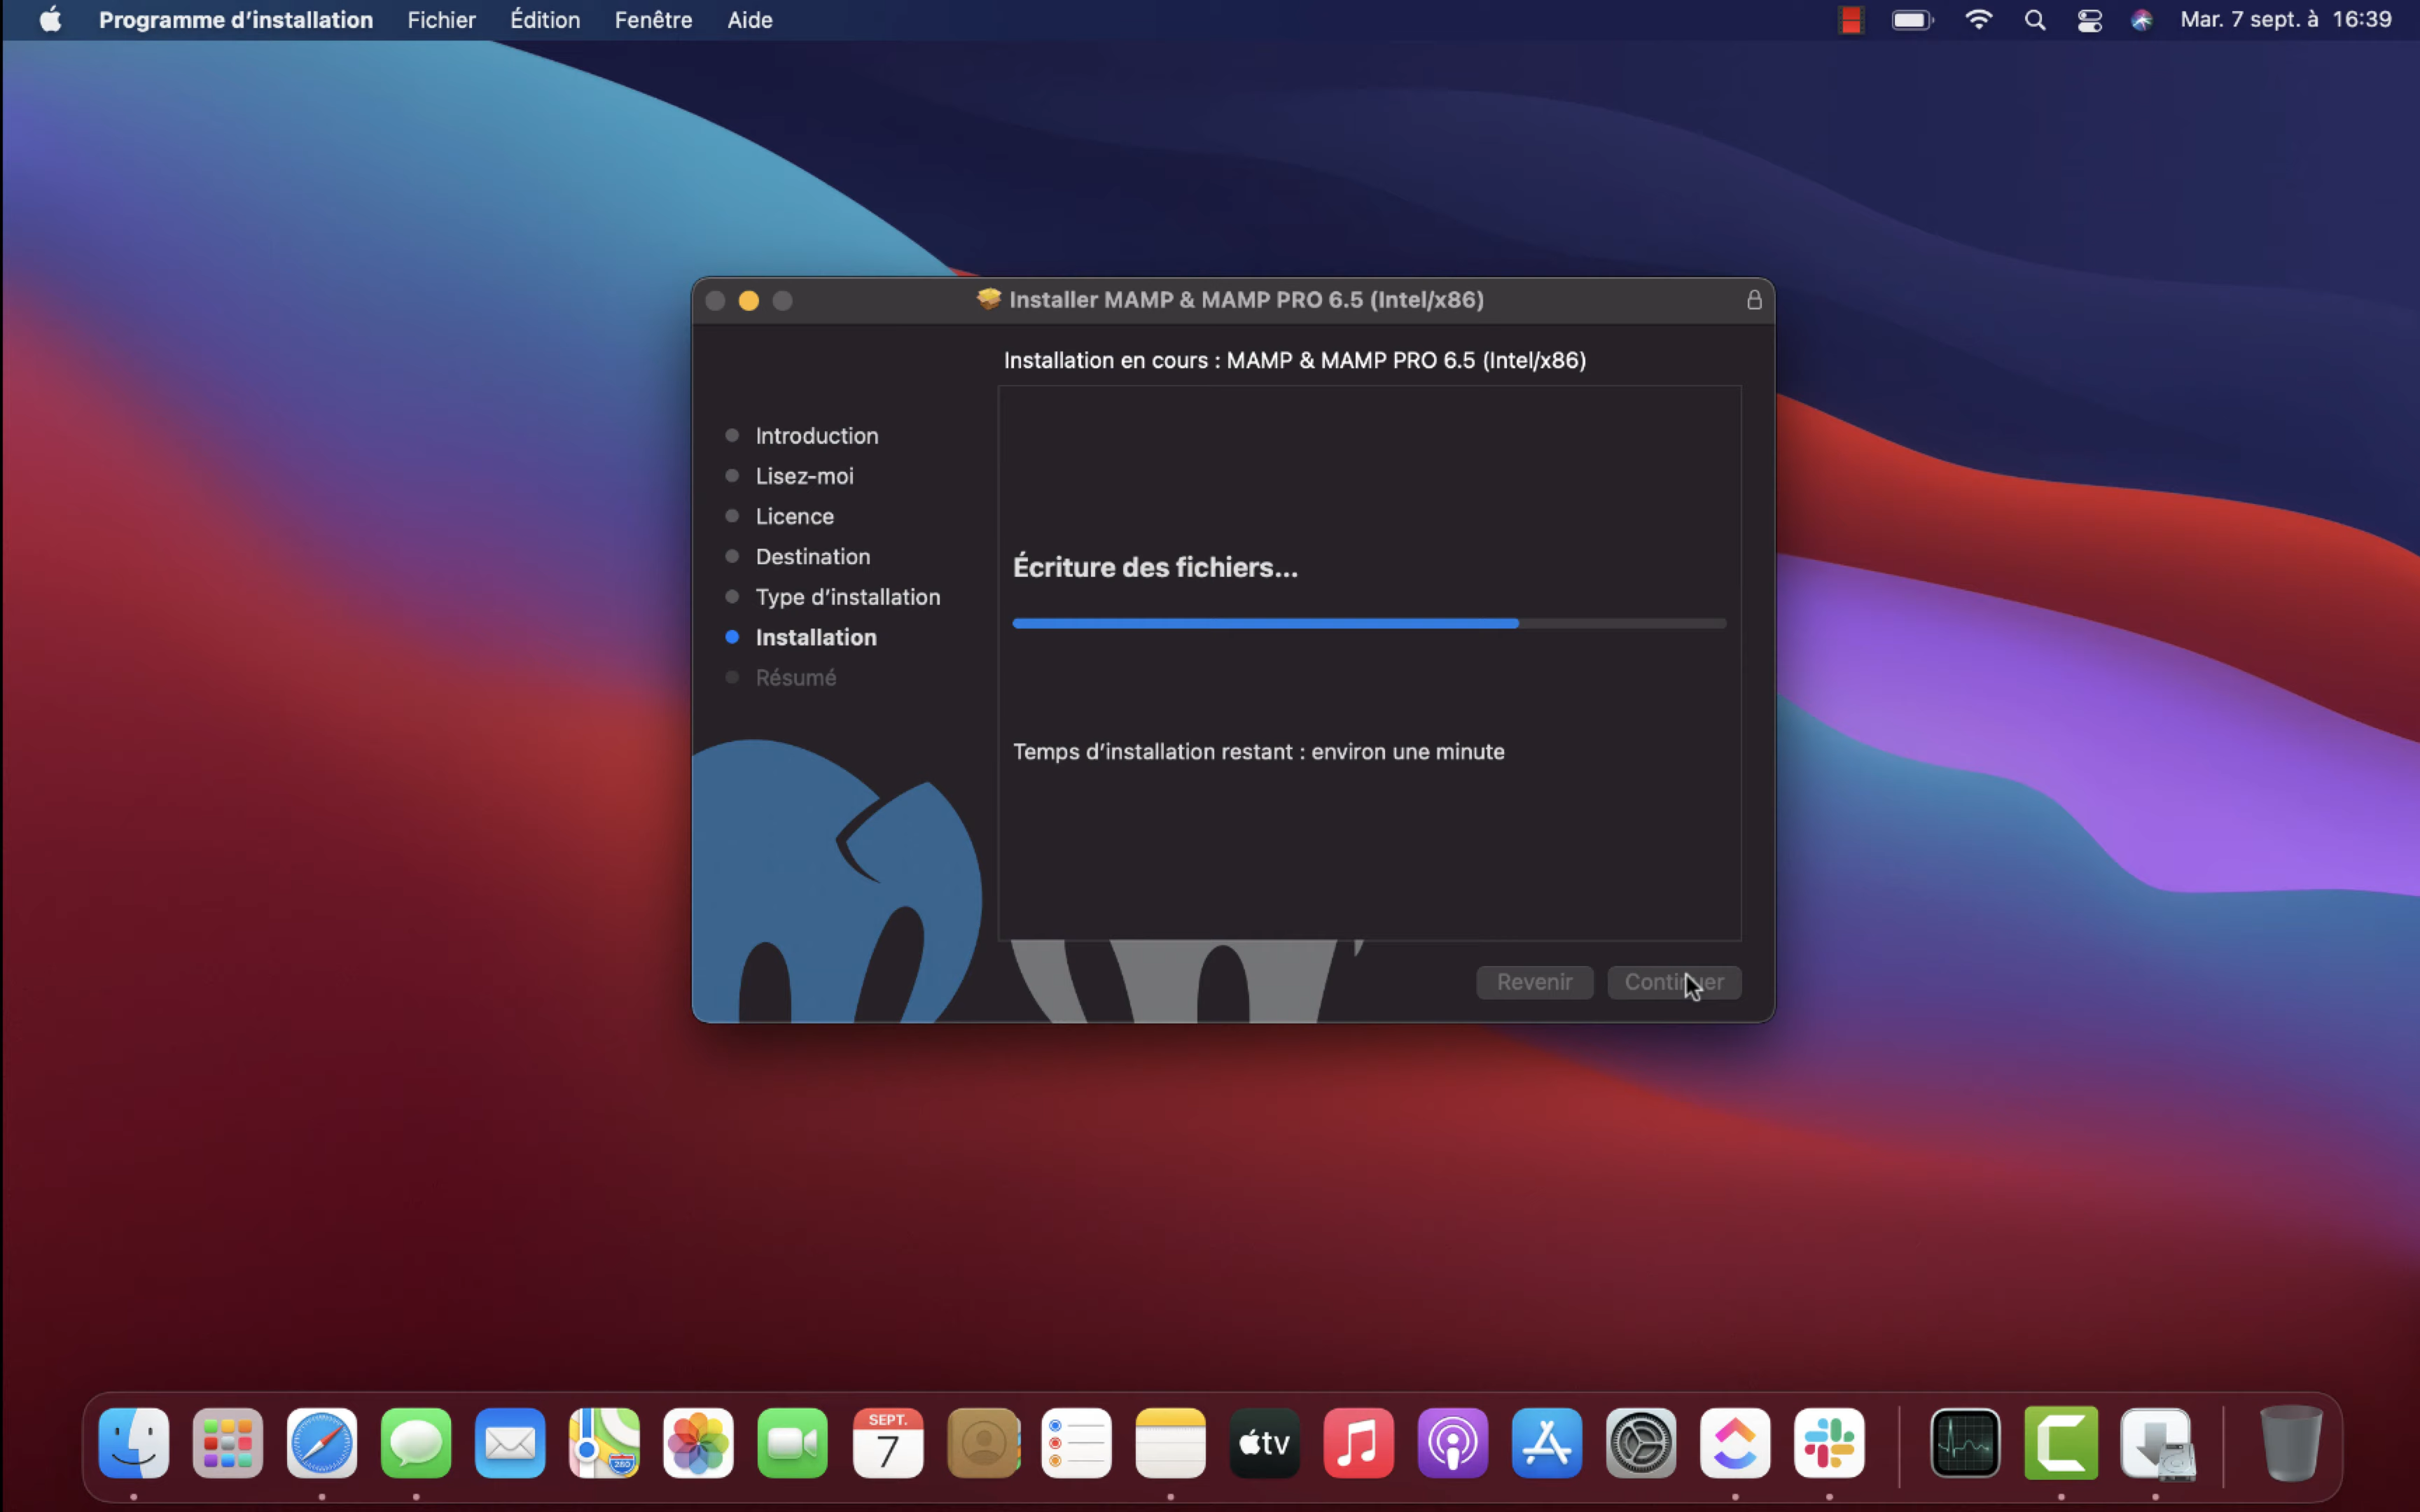 Programme d’installation Fichier Édition Fenêtre Aide Mar. 7 sept. à 16:39
Installer MAMP & MAMP PRO 6.5 (Intel/x86)
Installation en cours : MAMP & MAMP PRO 6.5 (Intel/x86)
Introduction
Lisez-moi
Licence
Destination
Type d’installation
Installation
Résumé
Écriture des fichiers...
Temps d’installation restant : environ une minute
Revenir Continuer
SEPT.
7
280
tv